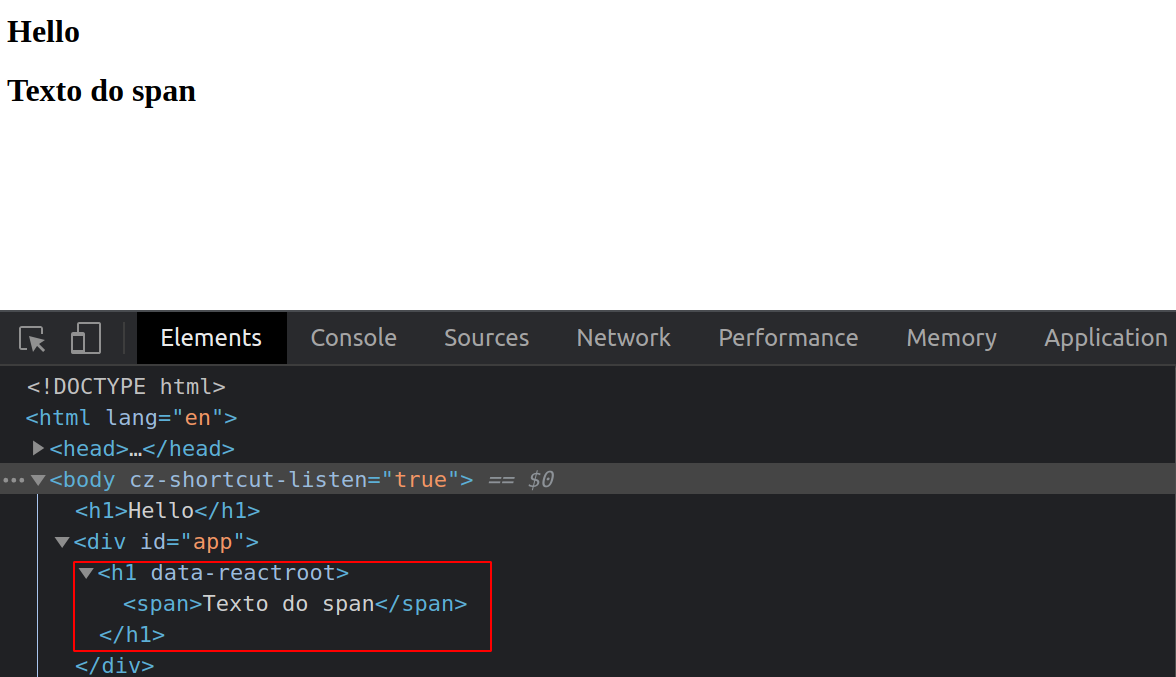 Hello
Texto do span
Elements Console Sources Network Performance Memory Application
<!DOCTYPE html>
<html lang="en">
<head>…</head>
<body cz-shortcut-listen="true"> == $0
<h1>Hello</h1>
<div id="app">
<h1 data-reactroot>
<span>Texto do span</span>
</h1>
</div>